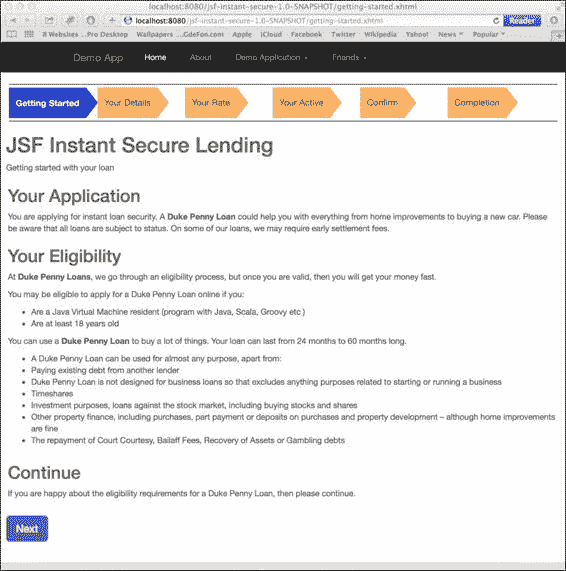 localhost:8080/jsf-instant-secure-1.0-SNAPSHOT/getting-started.xhtml
localhost:8080/jsf-instant-secure-1.0-SNAPSHOT/getting-started.xhtml
Reader
8 Websites ...Pro Desktop Wallpapers ...GdeFon.com Apple iCloud Facebook Twitter Wikipedia Yahoo! News Popular
Demo App Home About Demo Application Friends
Getting Started Your Details Your Rate Your Active Confirm Completion
JSF Instant Secure Lending
Getting started with your loan
Your Application
You are applying for instant loan security. A Duke Penny Loan could help you with everything from home improvements to buying a new car. Please
be aware that all loans are subject to status. On some of our loans, we may require early settlement fees.
Your Eligibility
At Duke Penny Loans, we go through an eligibility process, but once you are valid, then you will get your money fast.
You may be eligible to apply for a Duke Penny Loan online if you:
• Are a Java Virtual Machine resident (program with Java, Scala, Groovy etc )
• Are at least 18 years old
You can use a Duke Penny Loan to buy a lot of things. Your loan can last from 24 months to 60 months long.
• A Duke Penny Loan can be used for almost any purpose, apart from:
• Paying existing debt from another lender
• Duke Penny Loan is not designed for business loans so that excludes anything purposes related to starting or running a business
• Timeshares
• Investment purposes, loans against the stock market, including buying stocks and shares
• Other property finance, including purchases, part payment or deposits on purchases and property development – although home improvements
are fine
• The repayment of Court Courtesy, Bailaff Fees, Recovery of Assets or Gambling debts
Continue
If you are happy about the eligibility requirements for a Duke Penny Loan, then please continue.
Next